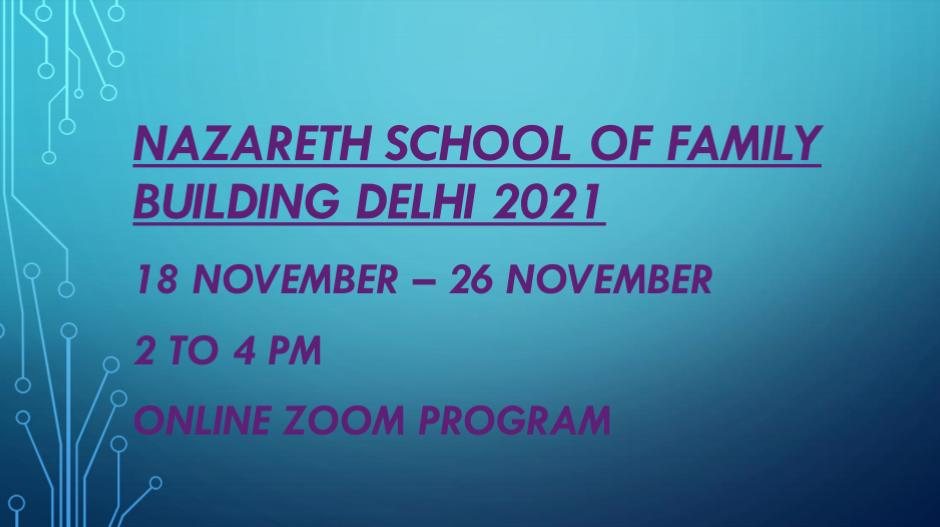 NAZARETH SCHOOL OF FAMILY
BUILDING DELHI 2021
18 NOVEMBER – 26 NOVEMBER
2 TO 4 PM
ONLINE ZOOM PROGRAM